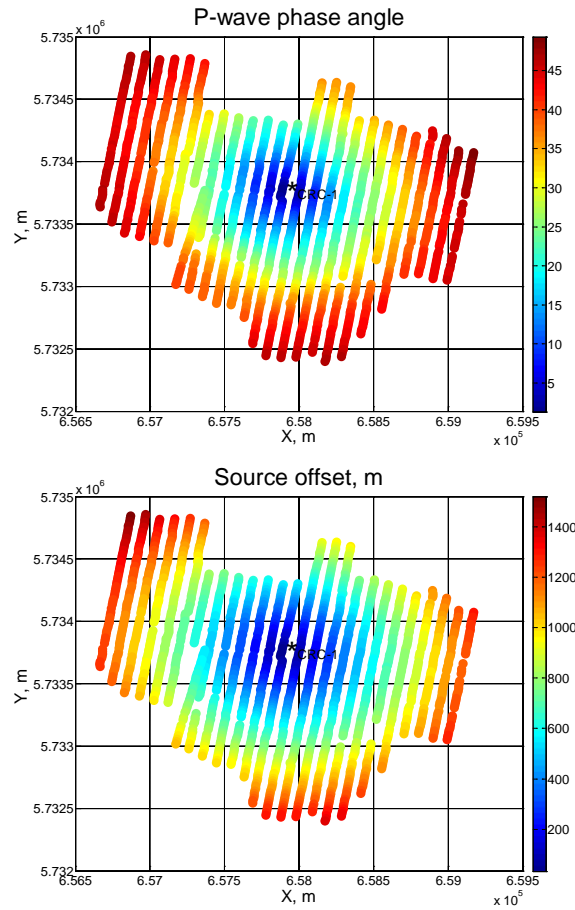 P-wave phase angle
x 10^6
5.735
5.7345
5.734
5.7335
5.733
5.7325
5.732
Y, m
*CRC-1
6.565 6.57 6.575 6.58 6.585 6.59 6.595
X, m
x 10^5
45
40
35
30
25
20
15
10
5
Source offset, m
x 10^6
5.735
5.7345
5.734
5.7335
5.733
5.7325
5.732
Y, m
*CRC-1
6.565 6.57 6.575 6.58 6.585 6.59 6.595
X, m
x 10^5
1400
1200
1000
800
600
400
200